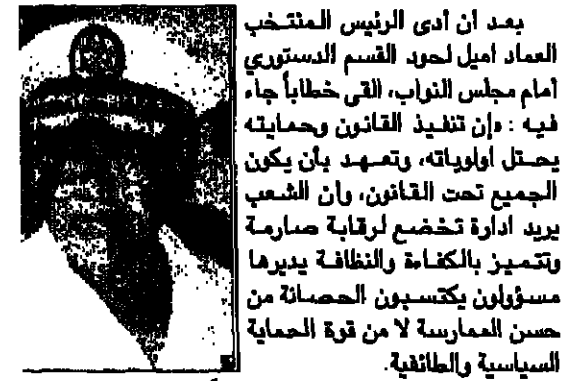 بعد ان أدى الرئيس المنتخب
العماد اميل لحود القسم الدستوري
أمام مجلس النواب، القى خطاباً جاء
فيه : «إن تنفيذ القانون وحمايته
يحتل اولوياته، وتعهد بأن يكون
الجميع تحت القانون، وأن الشعب
يريد ادارة تخضع لرقابة صارمة
وتتميز بالكفاءة والنظافة يديرها
مسؤولون يكتسبون الحصانة من
حسن الممارسة لا من قوة الحماية
السياسية والطائفية.